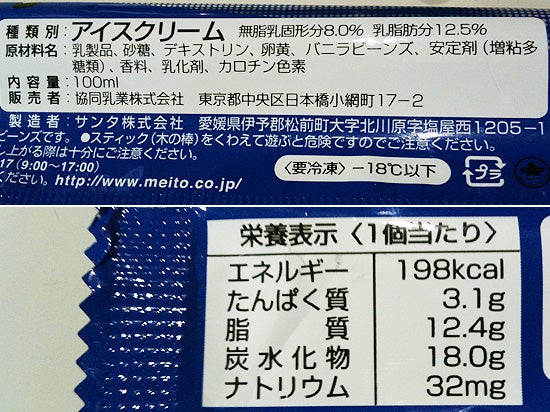 種類別：アイスクリーム 無脂乳固形分8.0% 乳脂肪分12.5%
原材料名：乳製品、砂糖、デキストリン、卵黄、バニラビーンズ、安定剤（増粘多
糖類）、香料、乳化剤、カロチン色素
内容量：100ml
販売者：協同乳業株式会社 東京都中央区日本橋小網町17−2
製造者：サンタ株式会社 愛媛県伊予郡松前町大字北川原字塩屋西1205-1
ビーンズです。●スティック（木の棒）をくわえて遊ぶと危険ですのでご注意ください。
し上がる際は十分にご注意ください。
17（9:00〜17:00）
ください。http://www.meito.co.jp/
〈要冷凍〉−18℃以下
プラ
栄養表示〈1個当たり〉
エネルギー 198kcal
たんぱく質 3.1g
脂質 12.4g
炭水化物 18.0g
ナトリウム 32mg